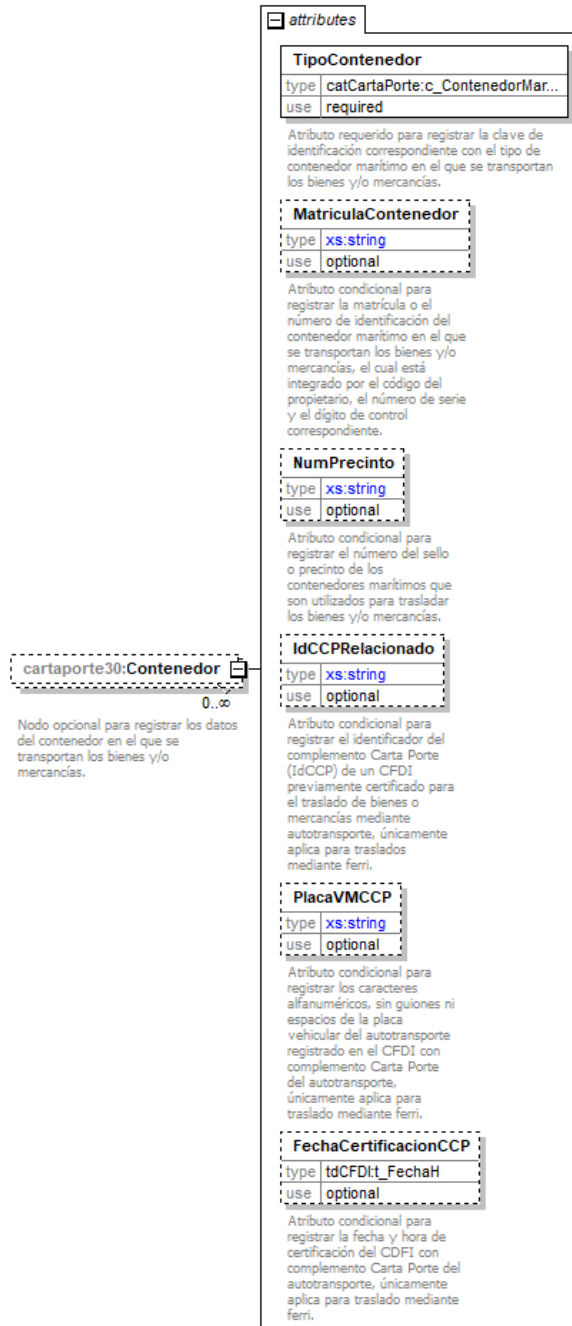 attributes
TipoContenedor
type catCartaPorte:c_ContenedorMar...
use required
Atributo requerido para registrar la clave de
identificación correspondiente con el tipo de
contenedor marítimo en el que se transportan
los bienes y/o mercancías.
MatriculaContenedor
type xs:string
use optional
Atributo condicional para
registrar la matrícula o el
número de identificación del
contenedor marítimo en el que
se transportan los bienes y/o
mercancías, el cual está
integrado por el código del
propietario, el número de serie
y el dígito de control
correspondiente.
NumPrecinto
type xs:string
use optional
Atributo condicional para
registrar el número del sello
o precinto de los
contenedores marítimos que
son utilizados para trasladar
los bienes y/o mercancías.
cartaporte30:Contenedor
0..∞
Nodo opcional para registrar los datos
del contenedor en el que se
transportan los bienes y/o
mercancías.
IdCCPRelacionado
type xs:string
use optional
Atributo condicional para
registrar el identificador del
complemento Carta Porte
(IdCCP) de un CFDI
previamente certificado para
el traslado de bienes o
mercancías mediante
autotransporte, únicamente
aplica para traslados
mediante ferri.
PlacaVMCCP
type xs:string
use optional
Atributo condicional para
registrar los caracteres
alfanuméricos, sin guiones ni
espacios de la placa
vehicular del autotransporte
registrado en el CFDI con
complemento Carta Porte
del autotransporte,
únicamente aplica para
traslado mediante ferri.
FechaCertificacionCCP
type tdCFDI:t_FechaH
use optional
Atributo condicional para
registrar la fecha y hora de
certificación del CDFI con
complemento Carta Porte del
autotransporte, únicamente
aplica para traslado mediante
ferri.